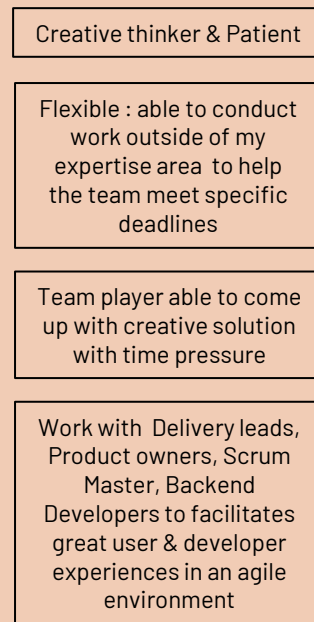 Creative thinker & Patient
Flexible : able to conduct
work outside of my
expertise area to help
the team meet specific
deadlines
Team player able to come
up with creative solution
with time pressure
Work with Delivery leads,
Product owners, Scrum
Master, Backend
Developers to facilitates
great user & developer
experiences in an agile
environment